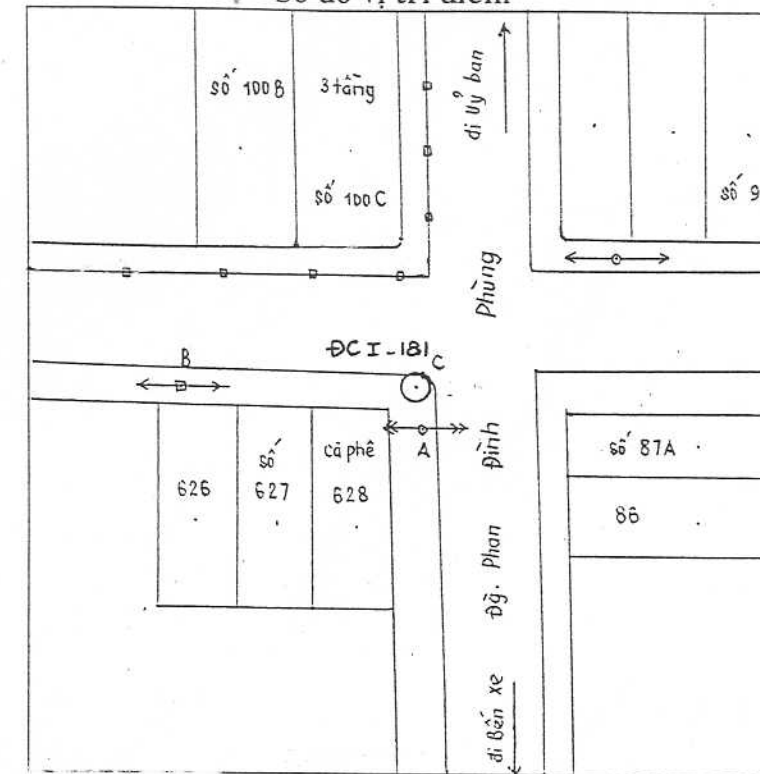 Sơ đồ vị trí điểm
số 100B
3 tầng
số 100C
đi Uỷ ban
số 9
Đg. Phan Đình Phùng
ĐC I-181
B
C
A
626
số 627
cà phê 628
số 87A
86
đi Bến xe